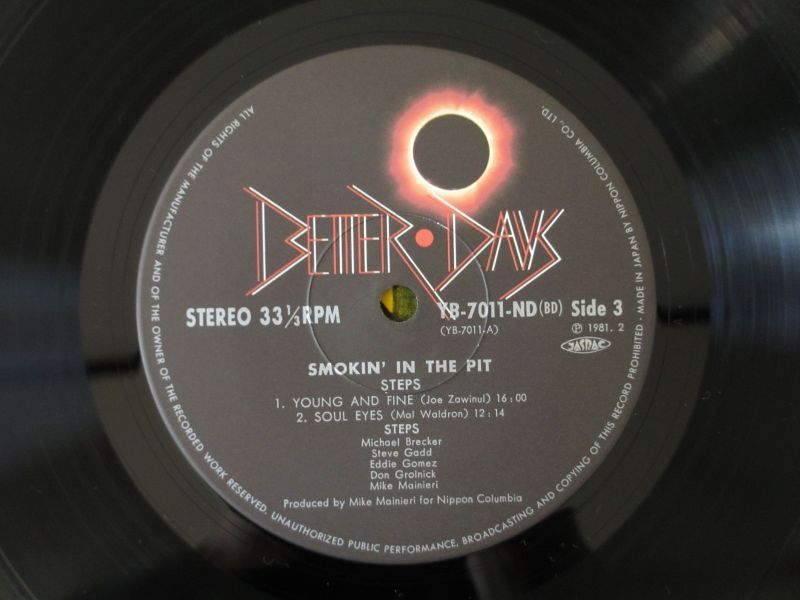 BETTER • DAYS
STEREO 33 1/3 RPM
YB-7011-ND (BD) Side 3
(YB-7011-A)
Ⓟ 1981. 2
JASRAC
SMOKIN' IN THE PIT
STEPS
1. YOUNG AND FINE (Joe Zawinul) 16:00
2. SOUL EYES (Mal Waldron) 12:14
STEPS
Michael Brecker
Steve Gadd
Eddie Gomez
Don Grolnick
Mike Mainieri
Produced by Mike Mainieri for Nippon Columbia
ALL RIGHTS OF THE MANUFACTURER AND OF THE OWNER OF THE RECORDED WORK RESERVED. UNAUTHORIZED PUBLIC PERFORMANCE, BROADCASTING AND COPYING OF THIS RECORD PROHIBITED · MADE IN JAPAN BY NIPPON COLUMBIA CO., LTD.